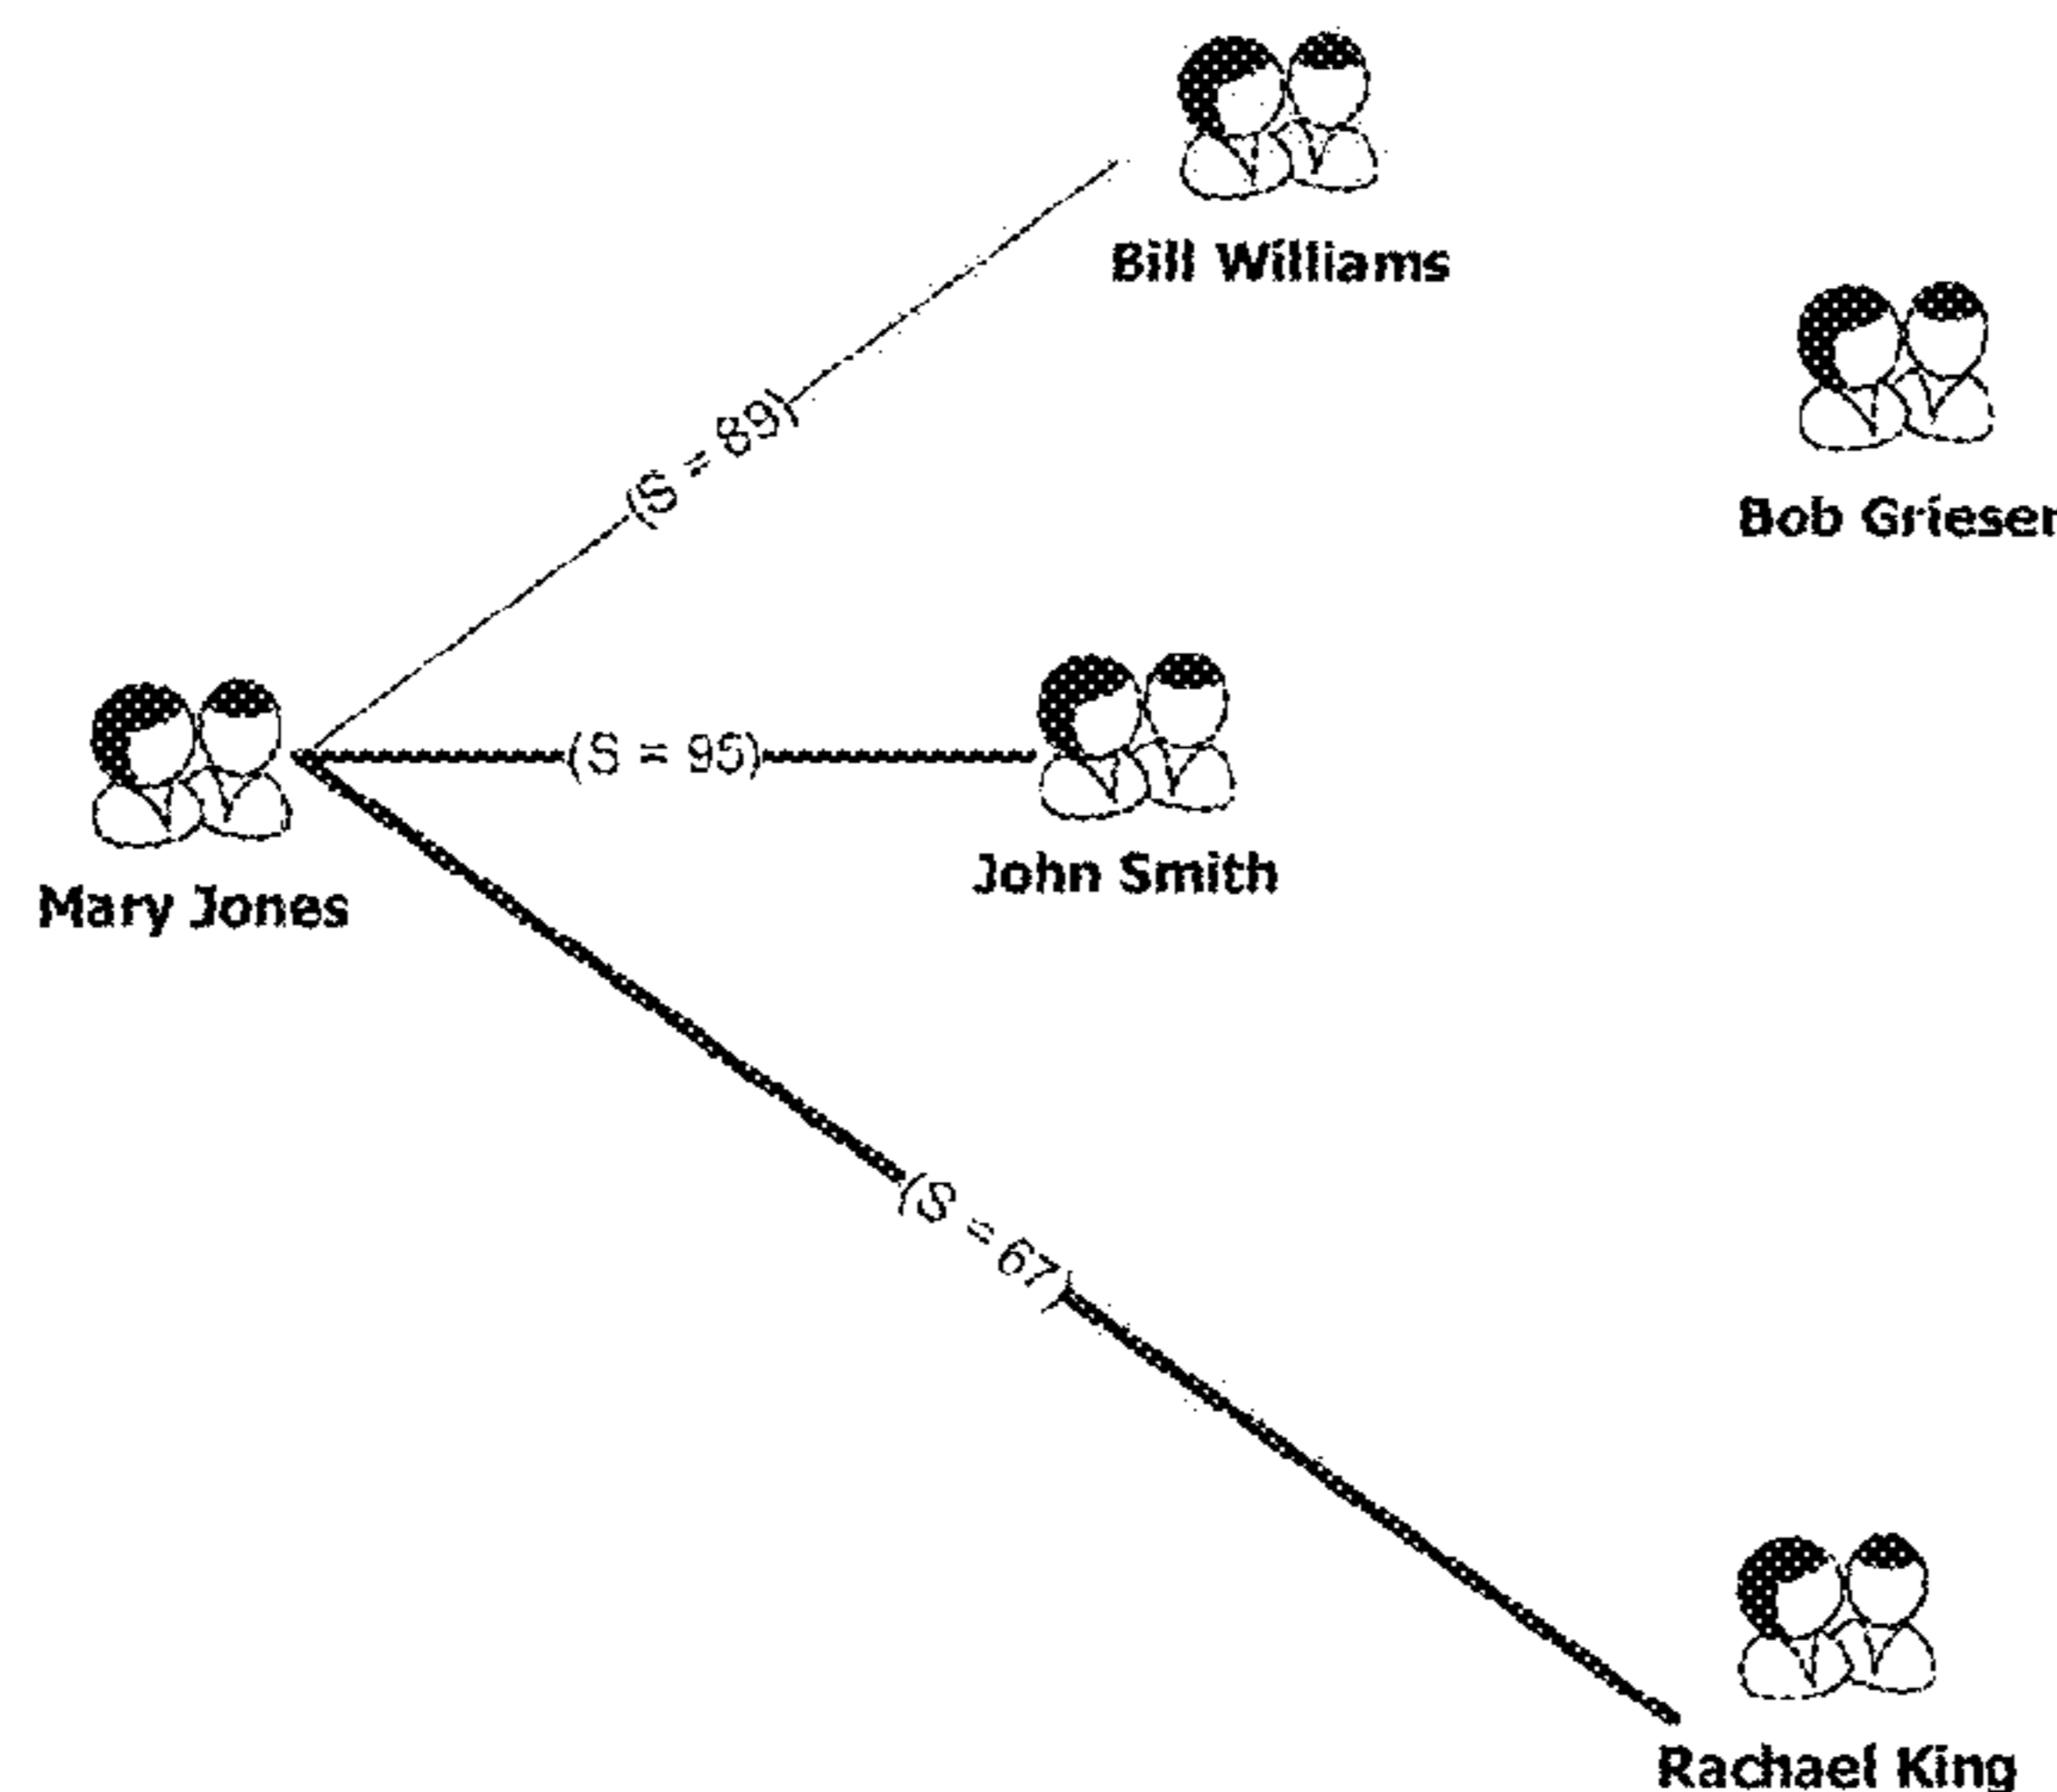 Bill Williams
Bob Grieser
(S = 89)
(S = 95)
John Smith
Mary Jones
(S = 67)
Rachael King